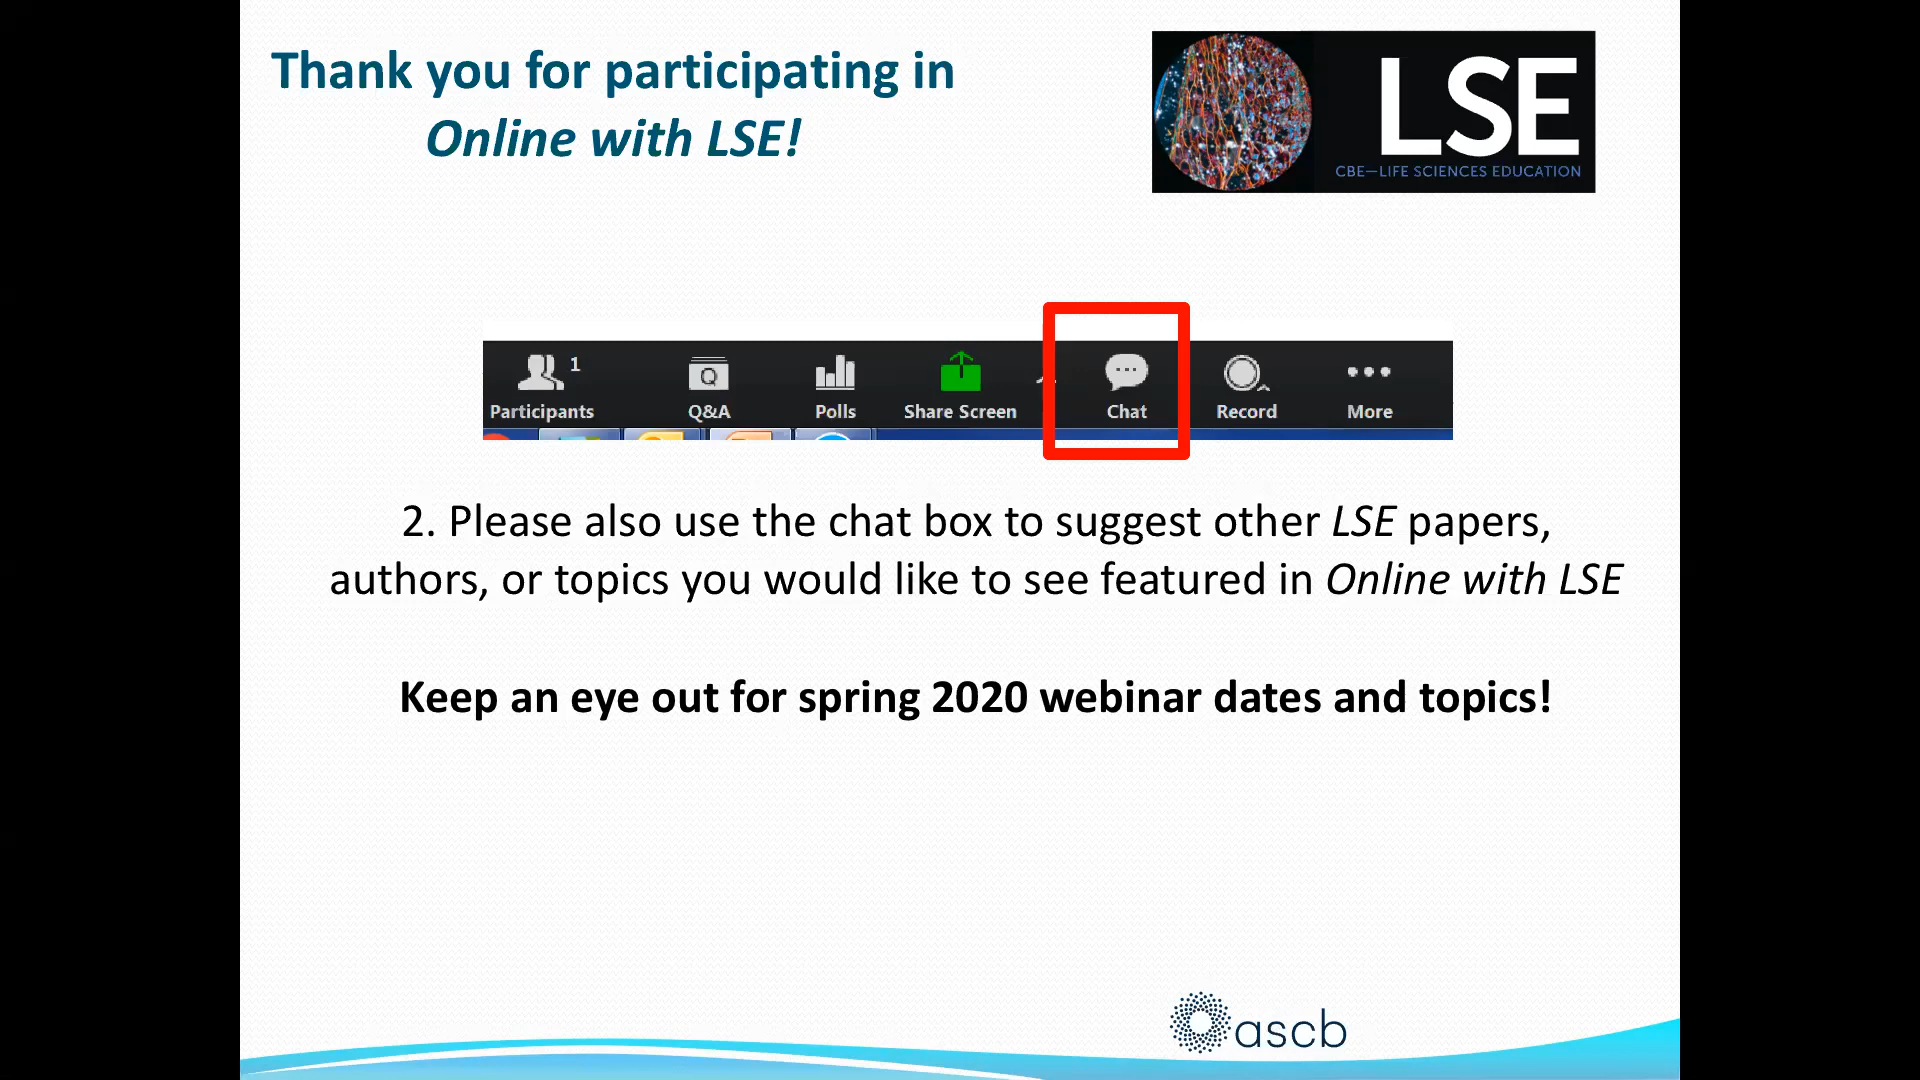 Thank you for participating in
Online with LSE!
LSE
CBE—LIFE SCIENCES EDUCATION
1
Q
Participants Q&A Polls Share Screen Chat Record More
2. Please also use the chat box to suggest other LSE papers,
authors, or topics you would like to see featured in Online with LSE
Keep an eye out for spring 2020 webinar dates and topics!
ascb